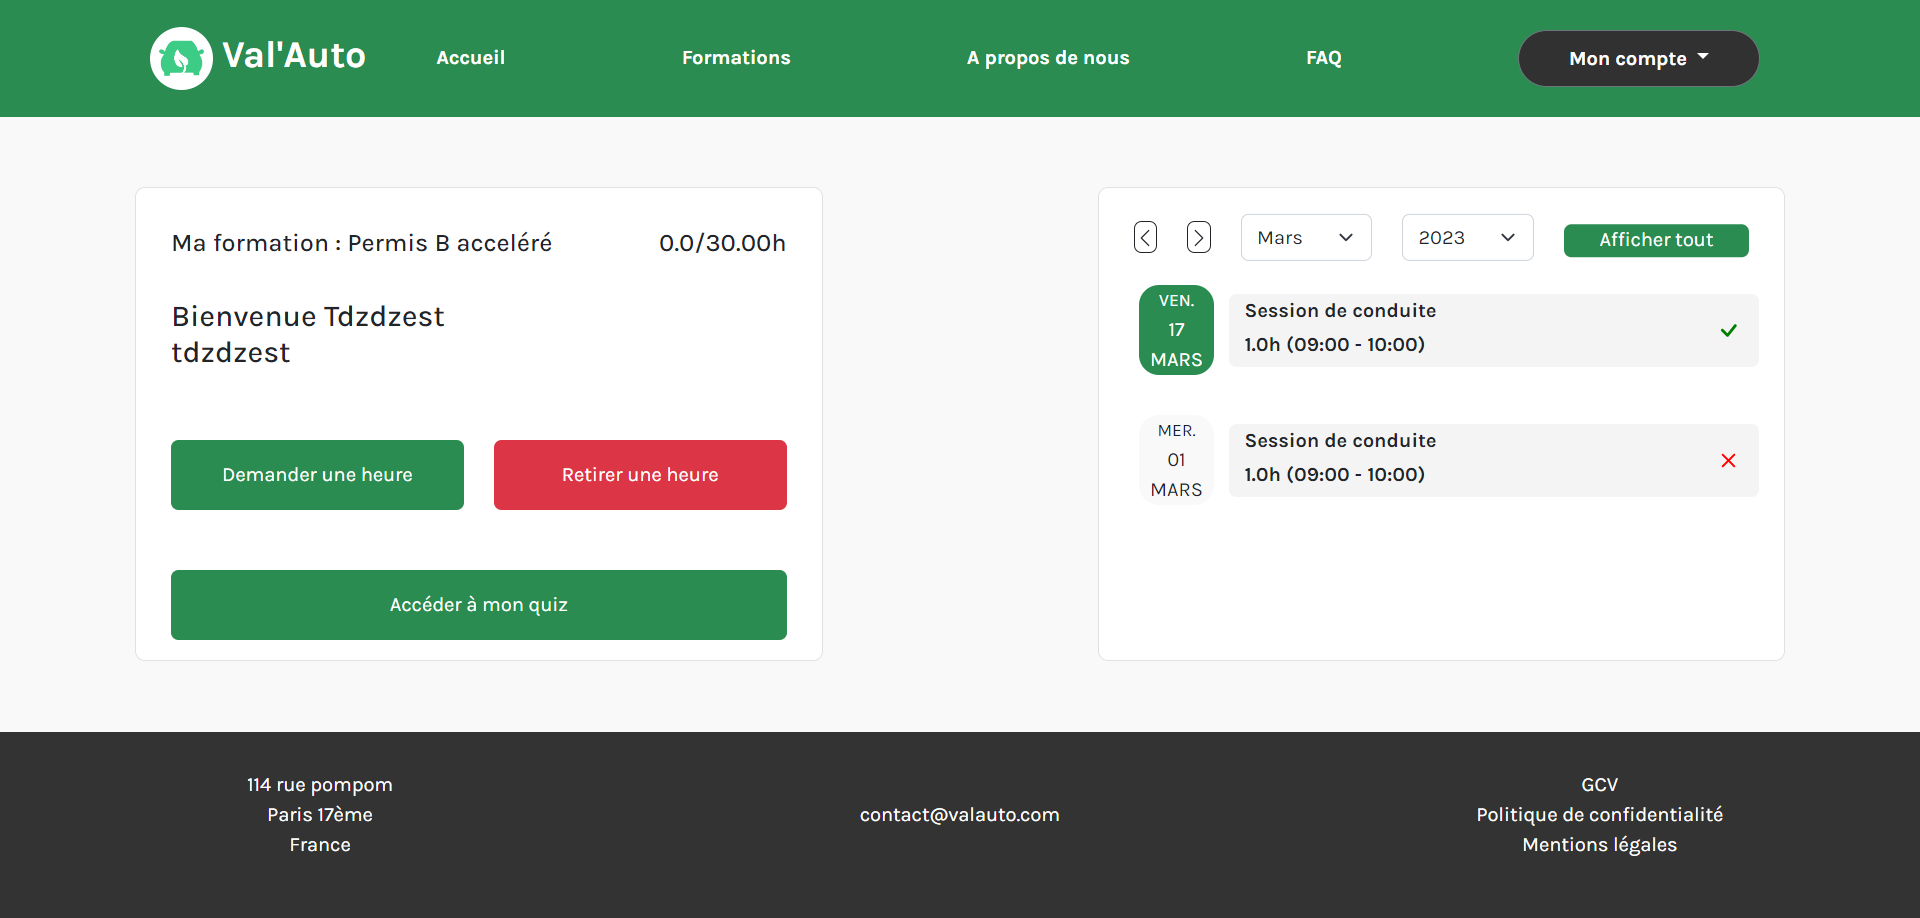 Val'Auto
Accueil
Formations
A propos de nous
FAQ
Mon compte
Ma formation : Permis B acceléré
0.0/30.00h
Bienvenue Tdzdzest
tdzdzest
Demander une heure
Retirer une heure
Accéder à mon quiz
Mars
2023
Afficher tout
VEN.
17
MARS
Session de conduite
1.0h (09:00 - 10:00)
MER.
01
MARS
Session de conduite
1.0h (09:00 - 10:00)
114 rue pompom
Paris 17ème
France
contact@valauto.com
GCV
Politique de confidentialité
Mentions légales